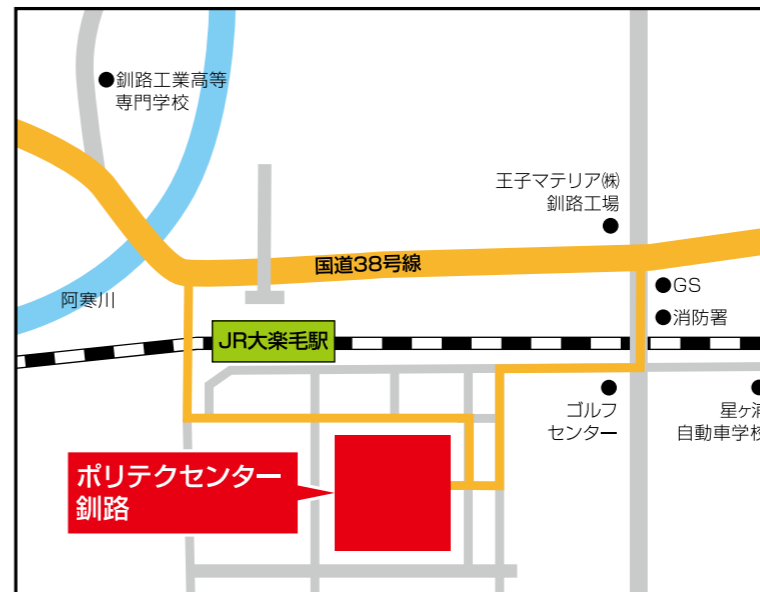 ●釧路工業高等
専門学校
王子マテリア㈱
釧路工場
国道38号線
阿寒川
●GS
●消防署
JR大楽毛駅
ゴルフ
センター
星ヶ浦
自動車学校
ポリテクセンター
釧路